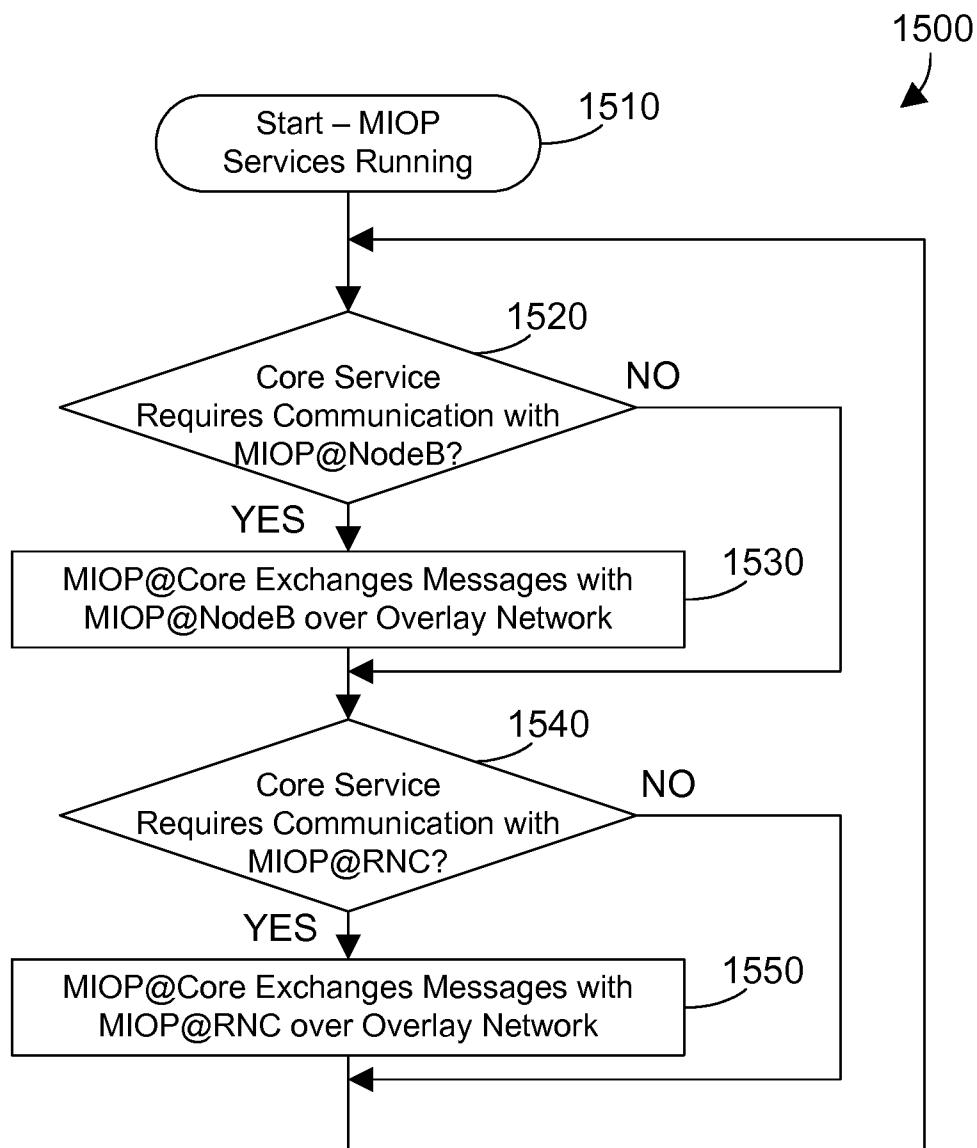 1500
Start – MIOP
Services Running
1510
1520
Core Service
Requires Communication with
MIOP@NodeB?
NO
YES
MIOP@Core Exchanges Messages with
MIOP@NodeB over Overlay Network
1530
1540
Core Service
Requires Communication with
MIOP@RNC?
NO
YES
MIOP@Core Exchanges Messages with
MIOP@RNC over Overlay Network
1550